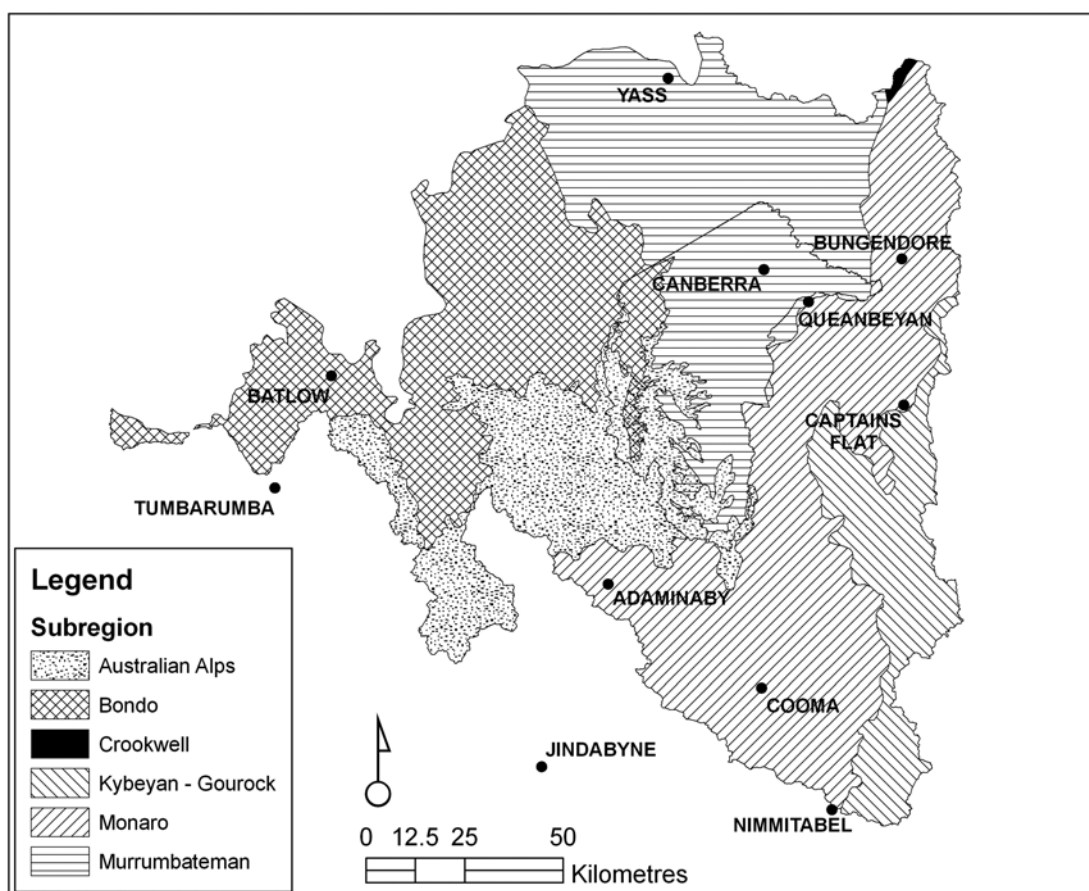 YASS
BUNGENDORE
CANBERRA
QUEANBEYAN
BATLOW
CAPTAINS
FLAT
TUMBARUMBA
ADAMINABY
COOMA
JINDABYNE
NIMMITABEL
Legend
Subregion
Australian Alps
Bondo
Crookwell
Kybeyan - Gourock
Monaro
Murrumbateman
0 12.5 25 50
Kilometres